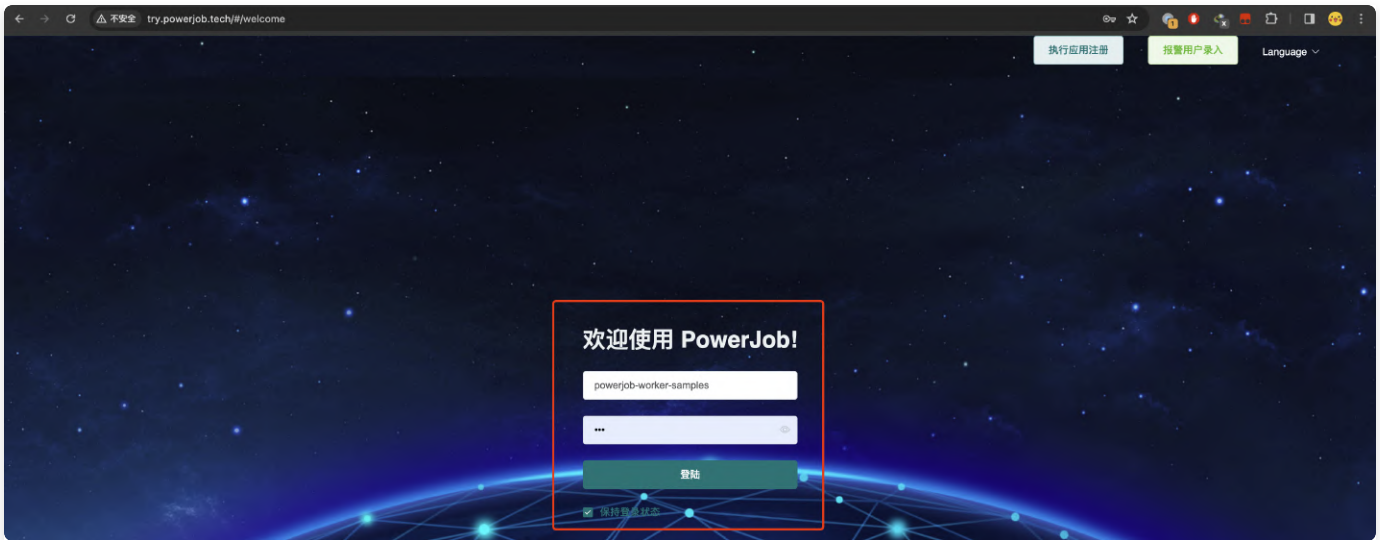 不安全 try.powerjob.tech/#/welcome
1
执行应用注册 报警用户录入 Language
欢迎使用 PowerJob!
powerjob-worker-samples
•••
登陆
保持登录状态